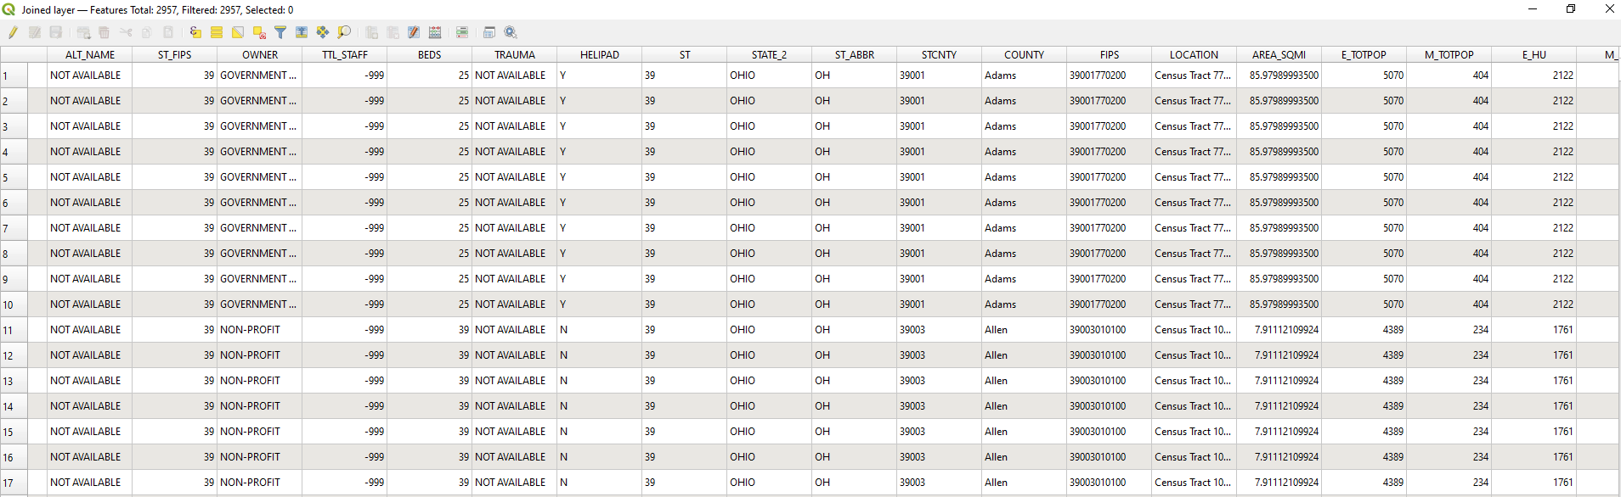 Joined layer — Features Total: 2957, Filtered: 2957, Selected: 0
ALT_NAME ST_FIPS OWNER TTL_STAFF BEDS TRAUMA HELIPAD ST STATE_2 ST_ABBR STCNTY COUNTY FIPS LOCATION AREA_SQMI E_TOTPOP M_TOTPOP E_HU M_
1 NOT AVAILABLE 39 GOVERNMENT ... -999 25 NOT AVAILABLE Y 39 OHIO OH 39001 Adams 39001770200 Census Tract 77... 85.97989993500 5070 404 2122
2 NOT AVAILABLE 39 GOVERNMENT ... -999 25 NOT AVAILABLE Y 39 OHIO OH 39001 Adams 39001770200 Census Tract 77... 85.97989993500 5070 404 2122
3 NOT AVAILABLE 39 GOVERNMENT ... -999 25 NOT AVAILABLE Y 39 OHIO OH 39001 Adams 39001770200 Census Tract 77... 85.97989993500 5070 404 2122
4 NOT AVAILABLE 39 GOVERNMENT ... -999 25 NOT AVAILABLE Y 39 OHIO OH 39001 Adams 39001770200 Census Tract 77... 85.97989993500 5070 404 2122
5 NOT AVAILABLE 39 GOVERNMENT ... -999 25 NOT AVAILABLE Y 39 OHIO OH 39001 Adams 39001770200 Census Tract 77... 85.97989993500 5070 404 2122
6 NOT AVAILABLE 39 GOVERNMENT ... -999 25 NOT AVAILABLE Y 39 OHIO OH 39001 Adams 39001770200 Census Tract 77... 85.97989993500 5070 404 2122
7 NOT AVAILABLE 39 GOVERNMENT ... -999 25 NOT AVAILABLE Y 39 OHIO OH 39001 Adams 39001770200 Census Tract 77... 85.97989993500 5070 404 2122
8 NOT AVAILABLE 39 GOVERNMENT ... -999 25 NOT AVAILABLE Y 39 OHIO OH 39001 Adams 39001770200 Census Tract 77... 85.97989993500 5070 404 2122
9 NOT AVAILABLE 39 GOVERNMENT ... -999 25 NOT AVAILABLE Y 39 OHIO OH 39001 Adams 39001770200 Census Tract 77... 85.97989993500 5070 404 2122
10 NOT AVAILABLE 39 GOVERNMENT ... -999 25 NOT AVAILABLE Y 39 OHIO OH 39001 Adams 39001770200 Census Tract 77... 85.97989993500 5070 404 2122
11 NOT AVAILABLE 39 NON-PROFIT -999 39 NOT AVAILABLE N 39 OHIO OH 39003 Allen 39003010100 Census Tract 10... 7.91112109924 4389 234 1761
12 NOT AVAILABLE 39 NON-PROFIT -999 39 NOT AVAILABLE N 39 OHIO OH 39003 Allen 39003010100 Census Tract 10... 7.91112109924 4389 234 1761
13 NOT AVAILABLE 39 NON-PROFIT -999 39 NOT AVAILABLE N 39 OHIO OH 39003 Allen 39003010100 Census Tract 10... 7.91112109924 4389 234 1761
14 NOT AVAILABLE 39 NON-PROFIT -999 39 NOT AVAILABLE N 39 OHIO OH 39003 Allen 39003010100 Census Tract 10... 7.91112109924 4389 234 1761
15 NOT AVAILABLE 39 NON-PROFIT -999 39 NOT AVAILABLE N 39 OHIO OH 39003 Allen 39003010100 Census Tract 10... 7.91112109924 4389 234 1761
16 NOT AVAILABLE 39 NON-PROFIT -999 39 NOT AVAILABLE N 39 OHIO OH 39003 Allen 39003010100 Census Tract 10... 7.91112109924 4389 234 1761
17 NOT AVAILABLE 39 NON-PROFIT -999 39 NOT AVAILABLE N 39 OHIO OH 39003 Allen 39003010100 Census Tract 10... 7.91112109924 4389 234 1761